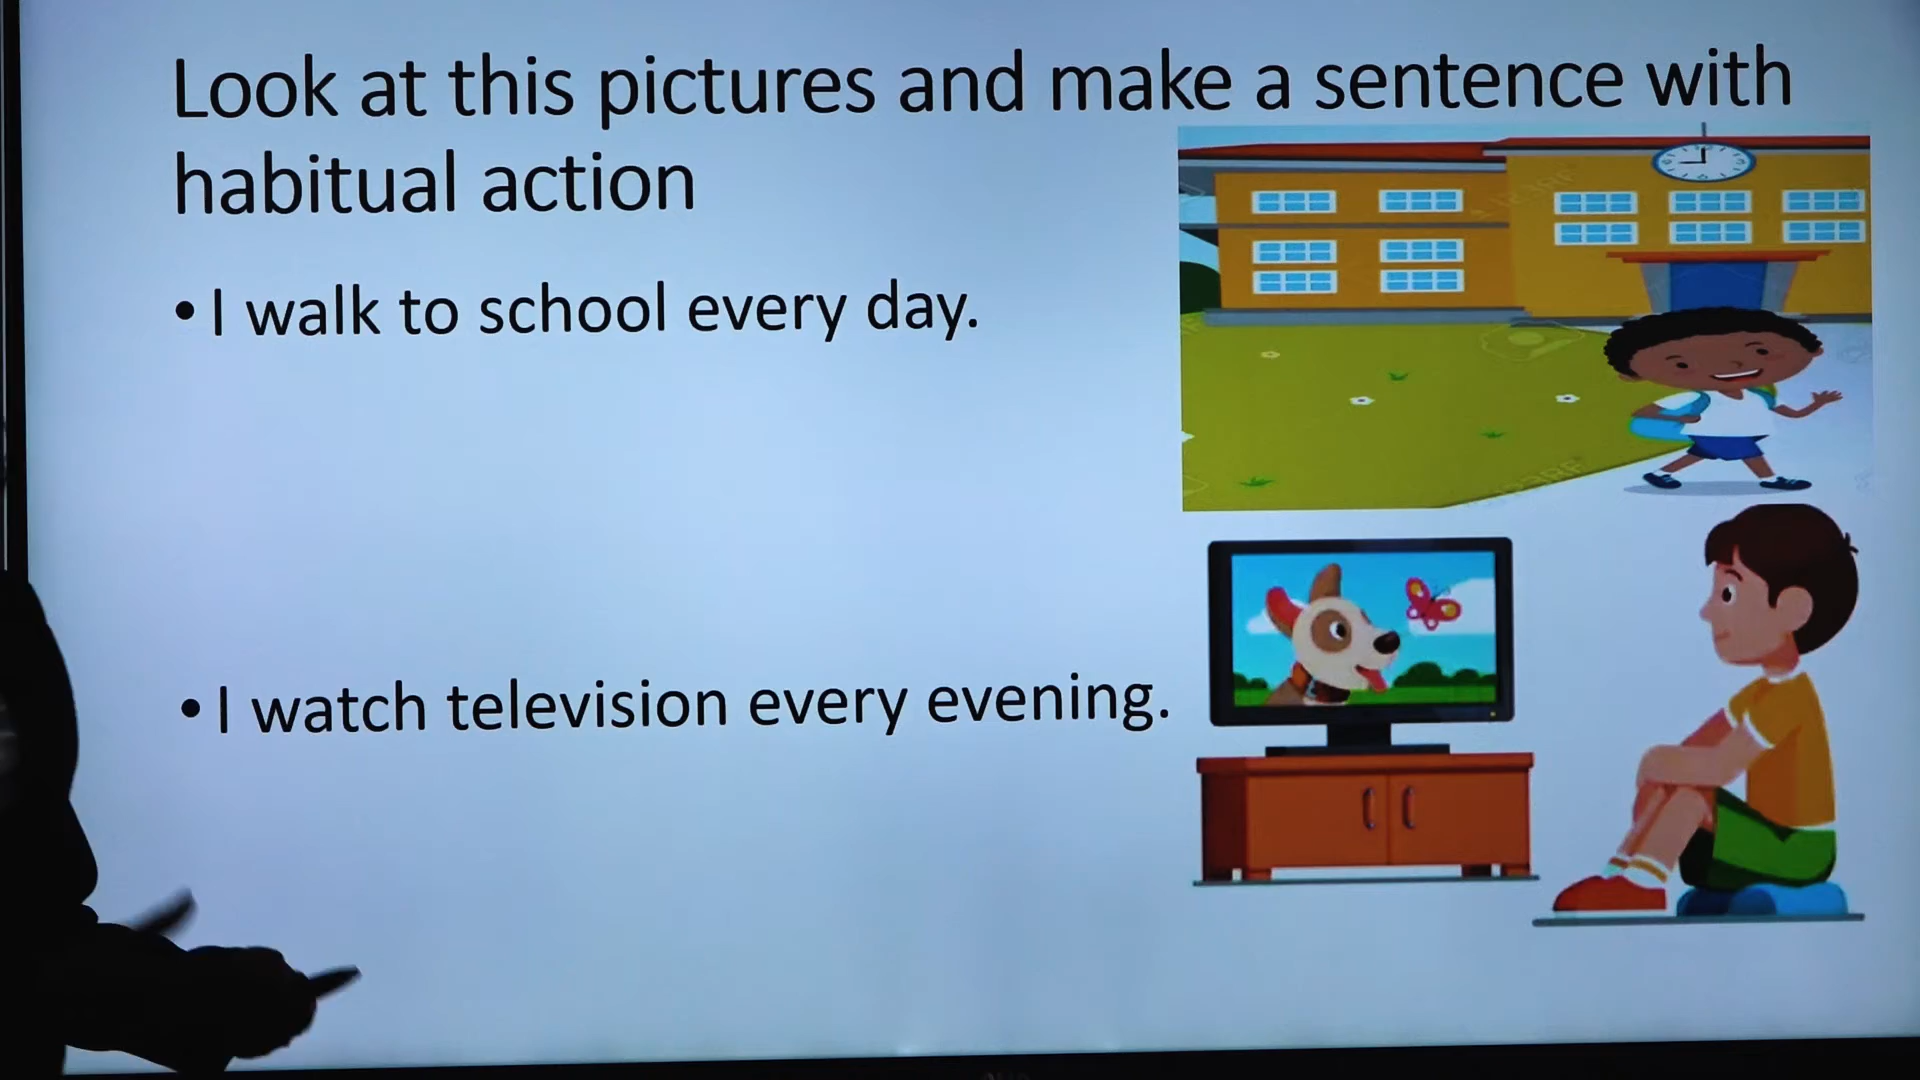 Look at this pictures and make a sentence with
habitual action
• I walk to school every day.
• I watch television every evening.